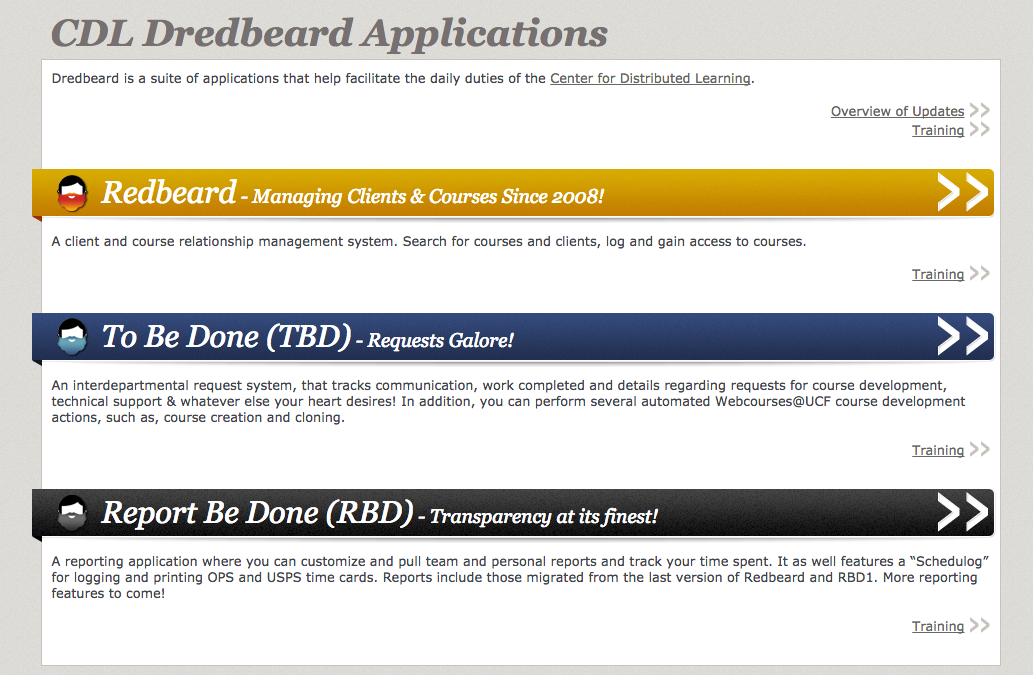 CDL Dredbeard Applications
Dredbeard is a suite of applications that help facilitate the daily duties of the Center for Distributed Learning.
Overview of Updates >>
Training >>
Redbeard - Managing Clients & Courses Since 2008! >>
A client and course relationship management system. Search for courses and clients, log and gain access to courses.
Training >>
To Be Done (TBD) - Requests Galore! >>
An interdepartmental request system, that tracks communication, work completed and details regarding requests for course development,
technical support & whatever else your heart desires! In addition, you can perform several automated Webcourses@UCF course development
actions, such as, course creation and cloning.
Training >>
Report Be Done (RBD) - Transparency at its finest! >>
A reporting application where you can customize and pull team and personal reports and track your time spent. It as well features a “Schedulog”
for logging and printing OPS and USPS time cards. Reports include those migrated from the last version of Redbeard and RBD1. More reporting
features to come!
Training >>